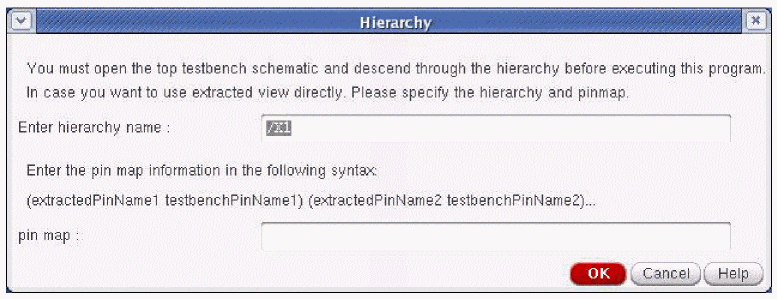 Hierarchy
You must open the top testbench schematic and descend through the hierarchy before executing this program.
In case you want to use extracted view directly. Please specify the hierarchy and pinmap.
Enter hierarchy name : /X1
Enter the pin map information in the following syntax:
(extractedPinName1 testbenchPinName1) (extractedPinName2 testbenchPinName2)...
pin map :
OK Cancel Help